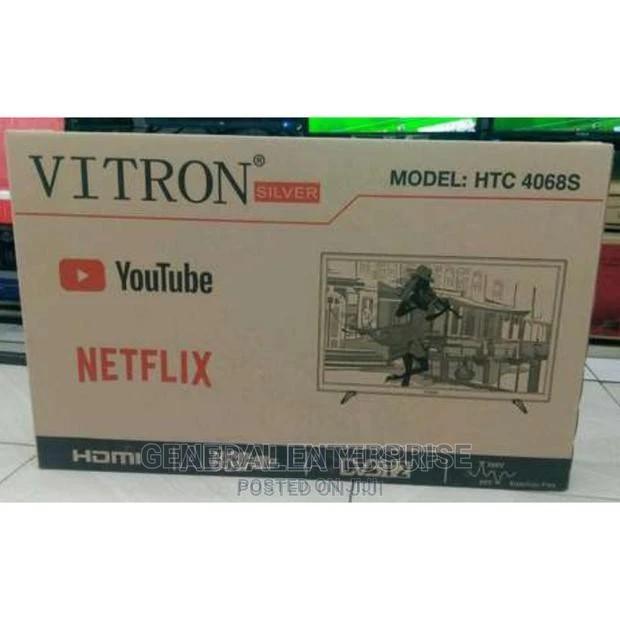 VITRON®
SILVER
MODEL: HTC 4068S
YouTube
NETFLIX
HDMI
GENERAL ENTERPRISE
POSTED ON JIJI